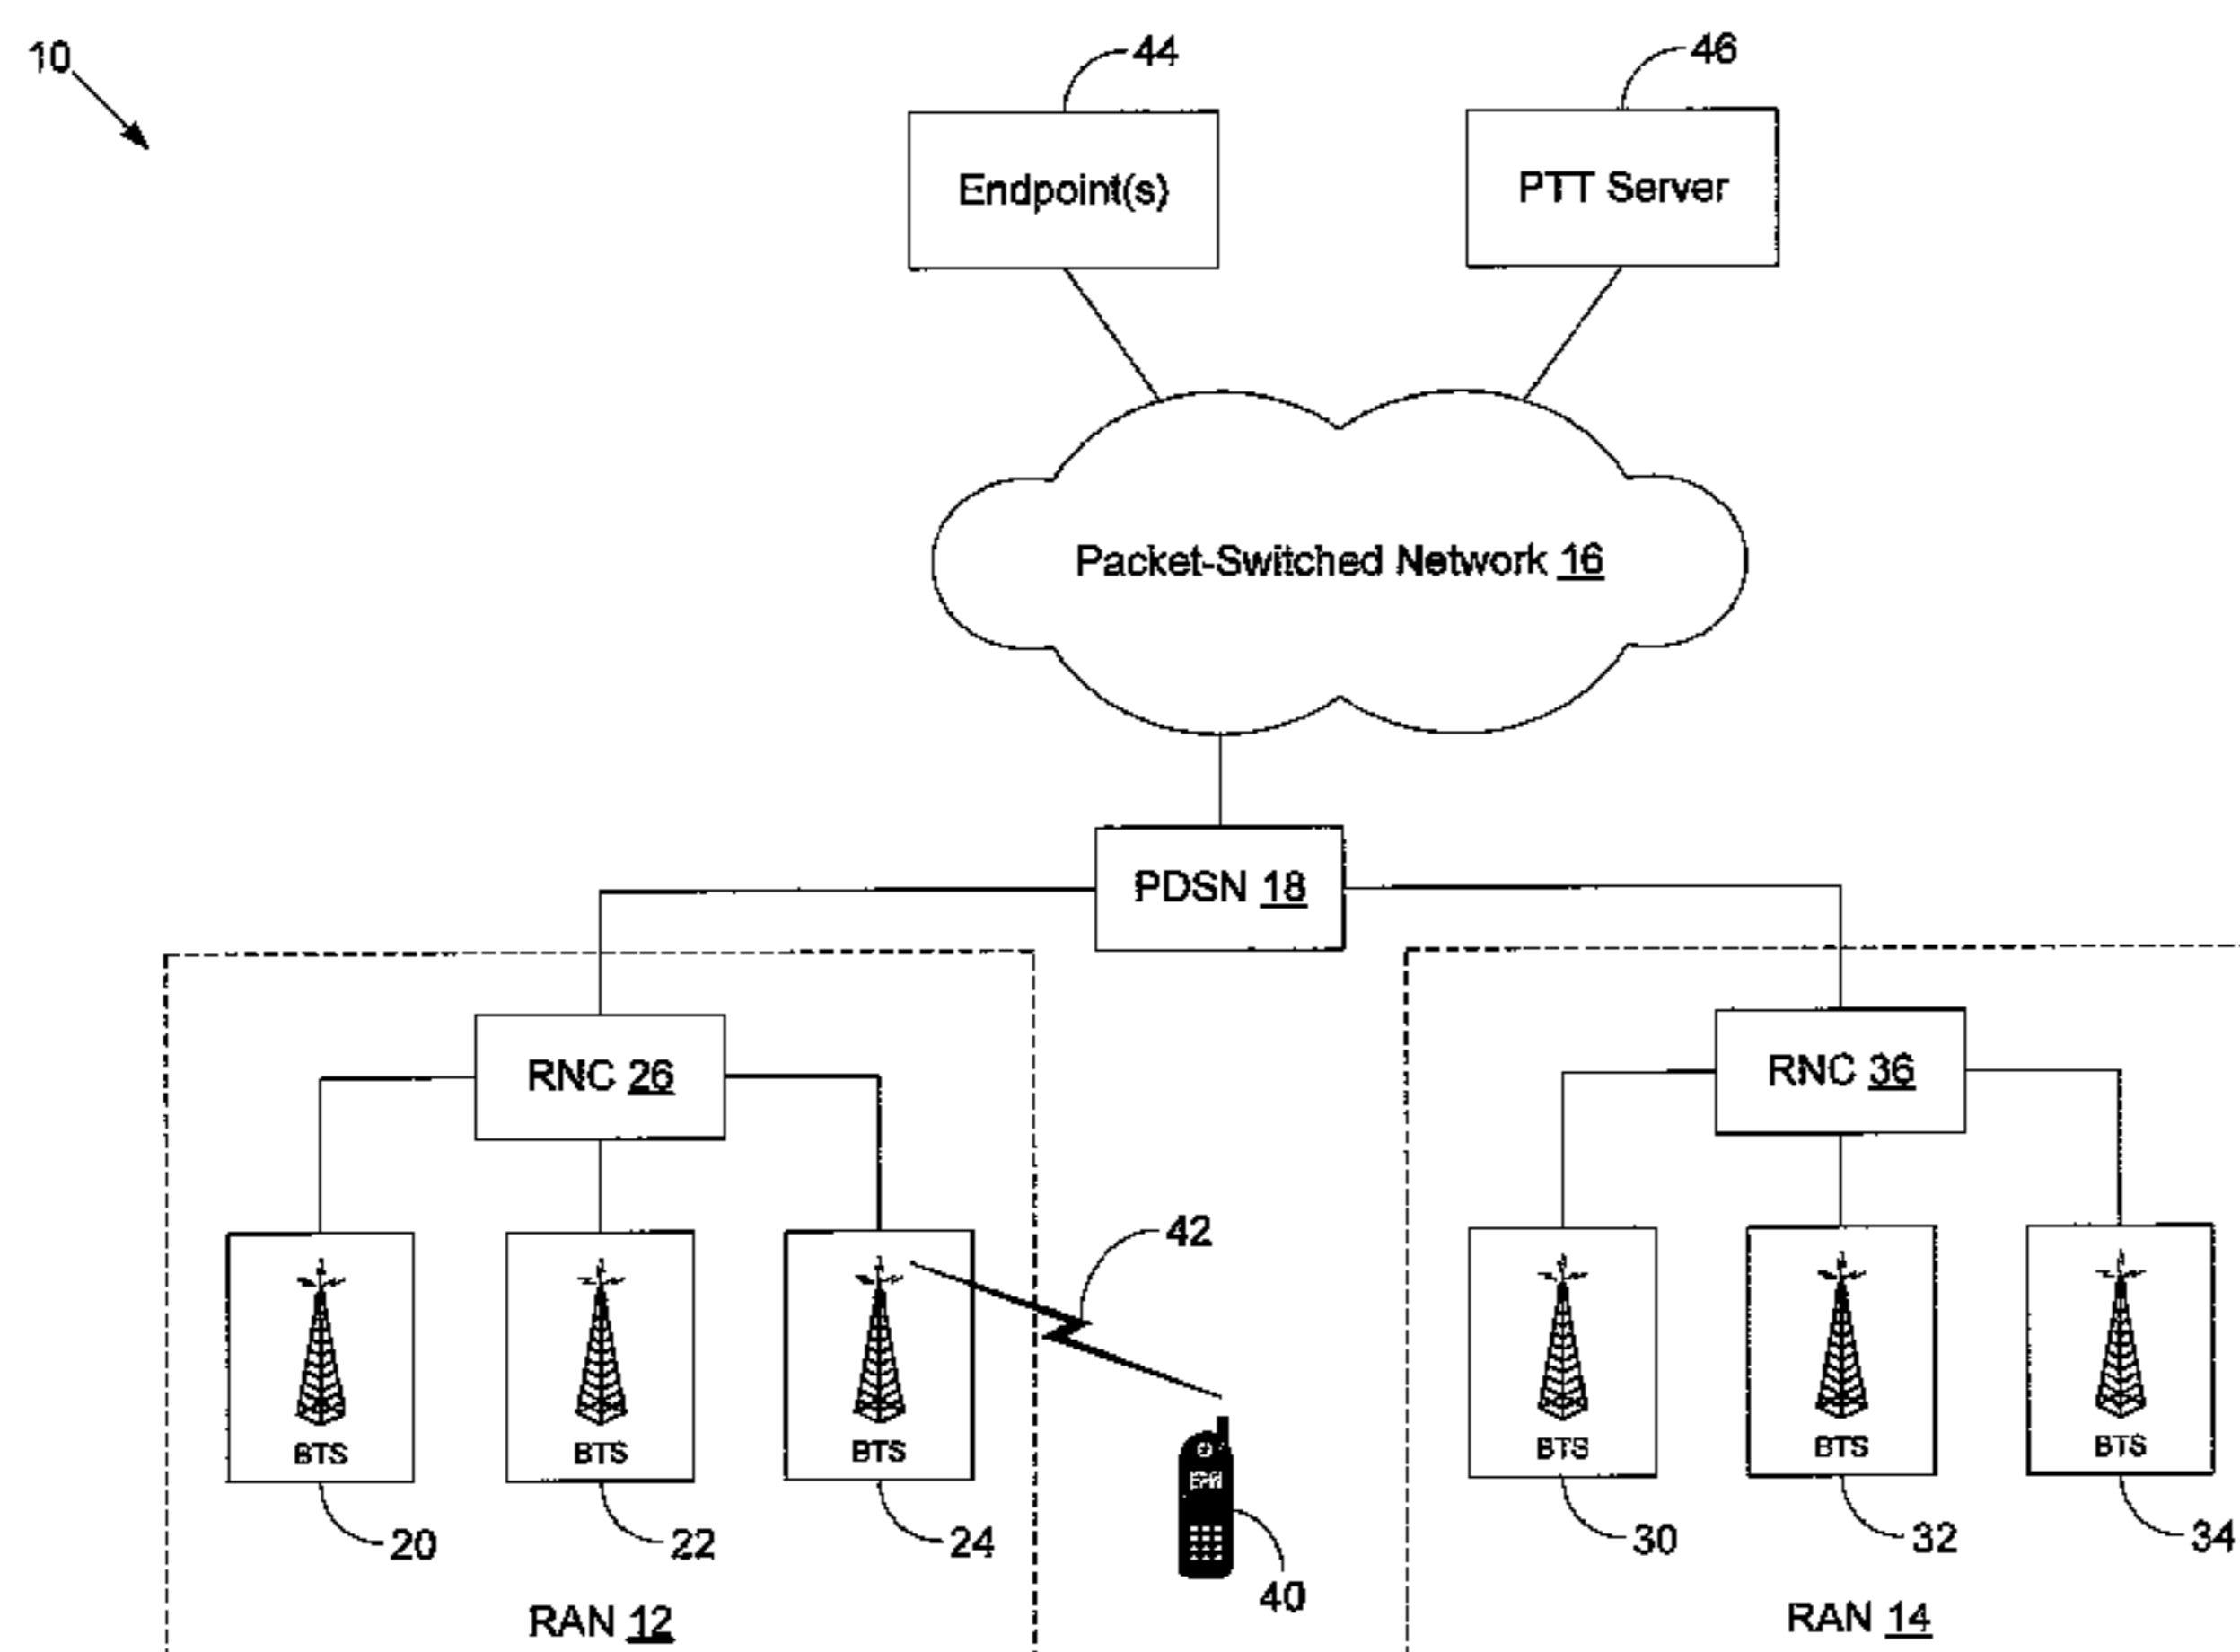 10
44
46
Endpoint(s)
PTT Server
Packet-Switched Network 16
PDSN 18
RNC 26
RNC 36
42
BTS
BTS
BTS
BTS
BTS
BTS
20
22
24
40
30
32
34
RAN 12
RAN 14